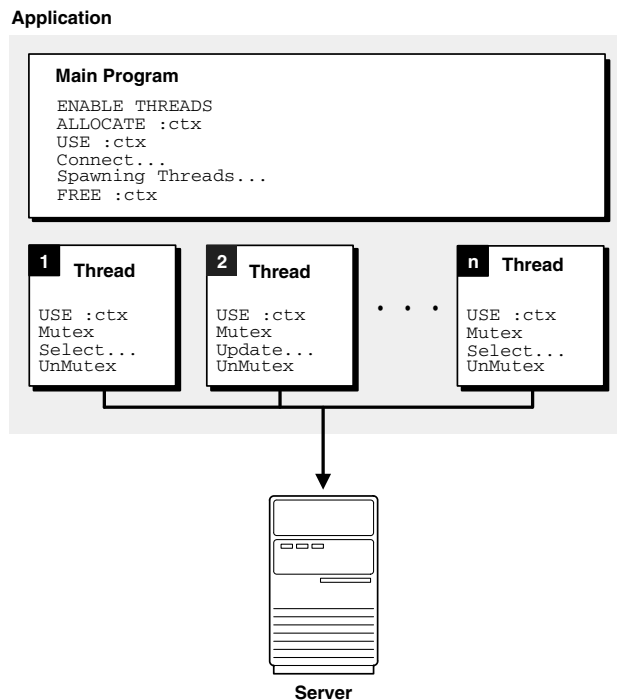 Application
Main Program
ENABLE THREADS
ALLOCATE :ctx
USE :ctx
Connect...
Spawning Threads...
FREE :ctx
1 Thread
USE :ctx
Mutex
Select...
UnMutex
2 Thread
USE :ctx
Mutex
Update...
UnMutex
. . .
n Thread
USE :ctx
Mutex
Select...
UnMutex
Server